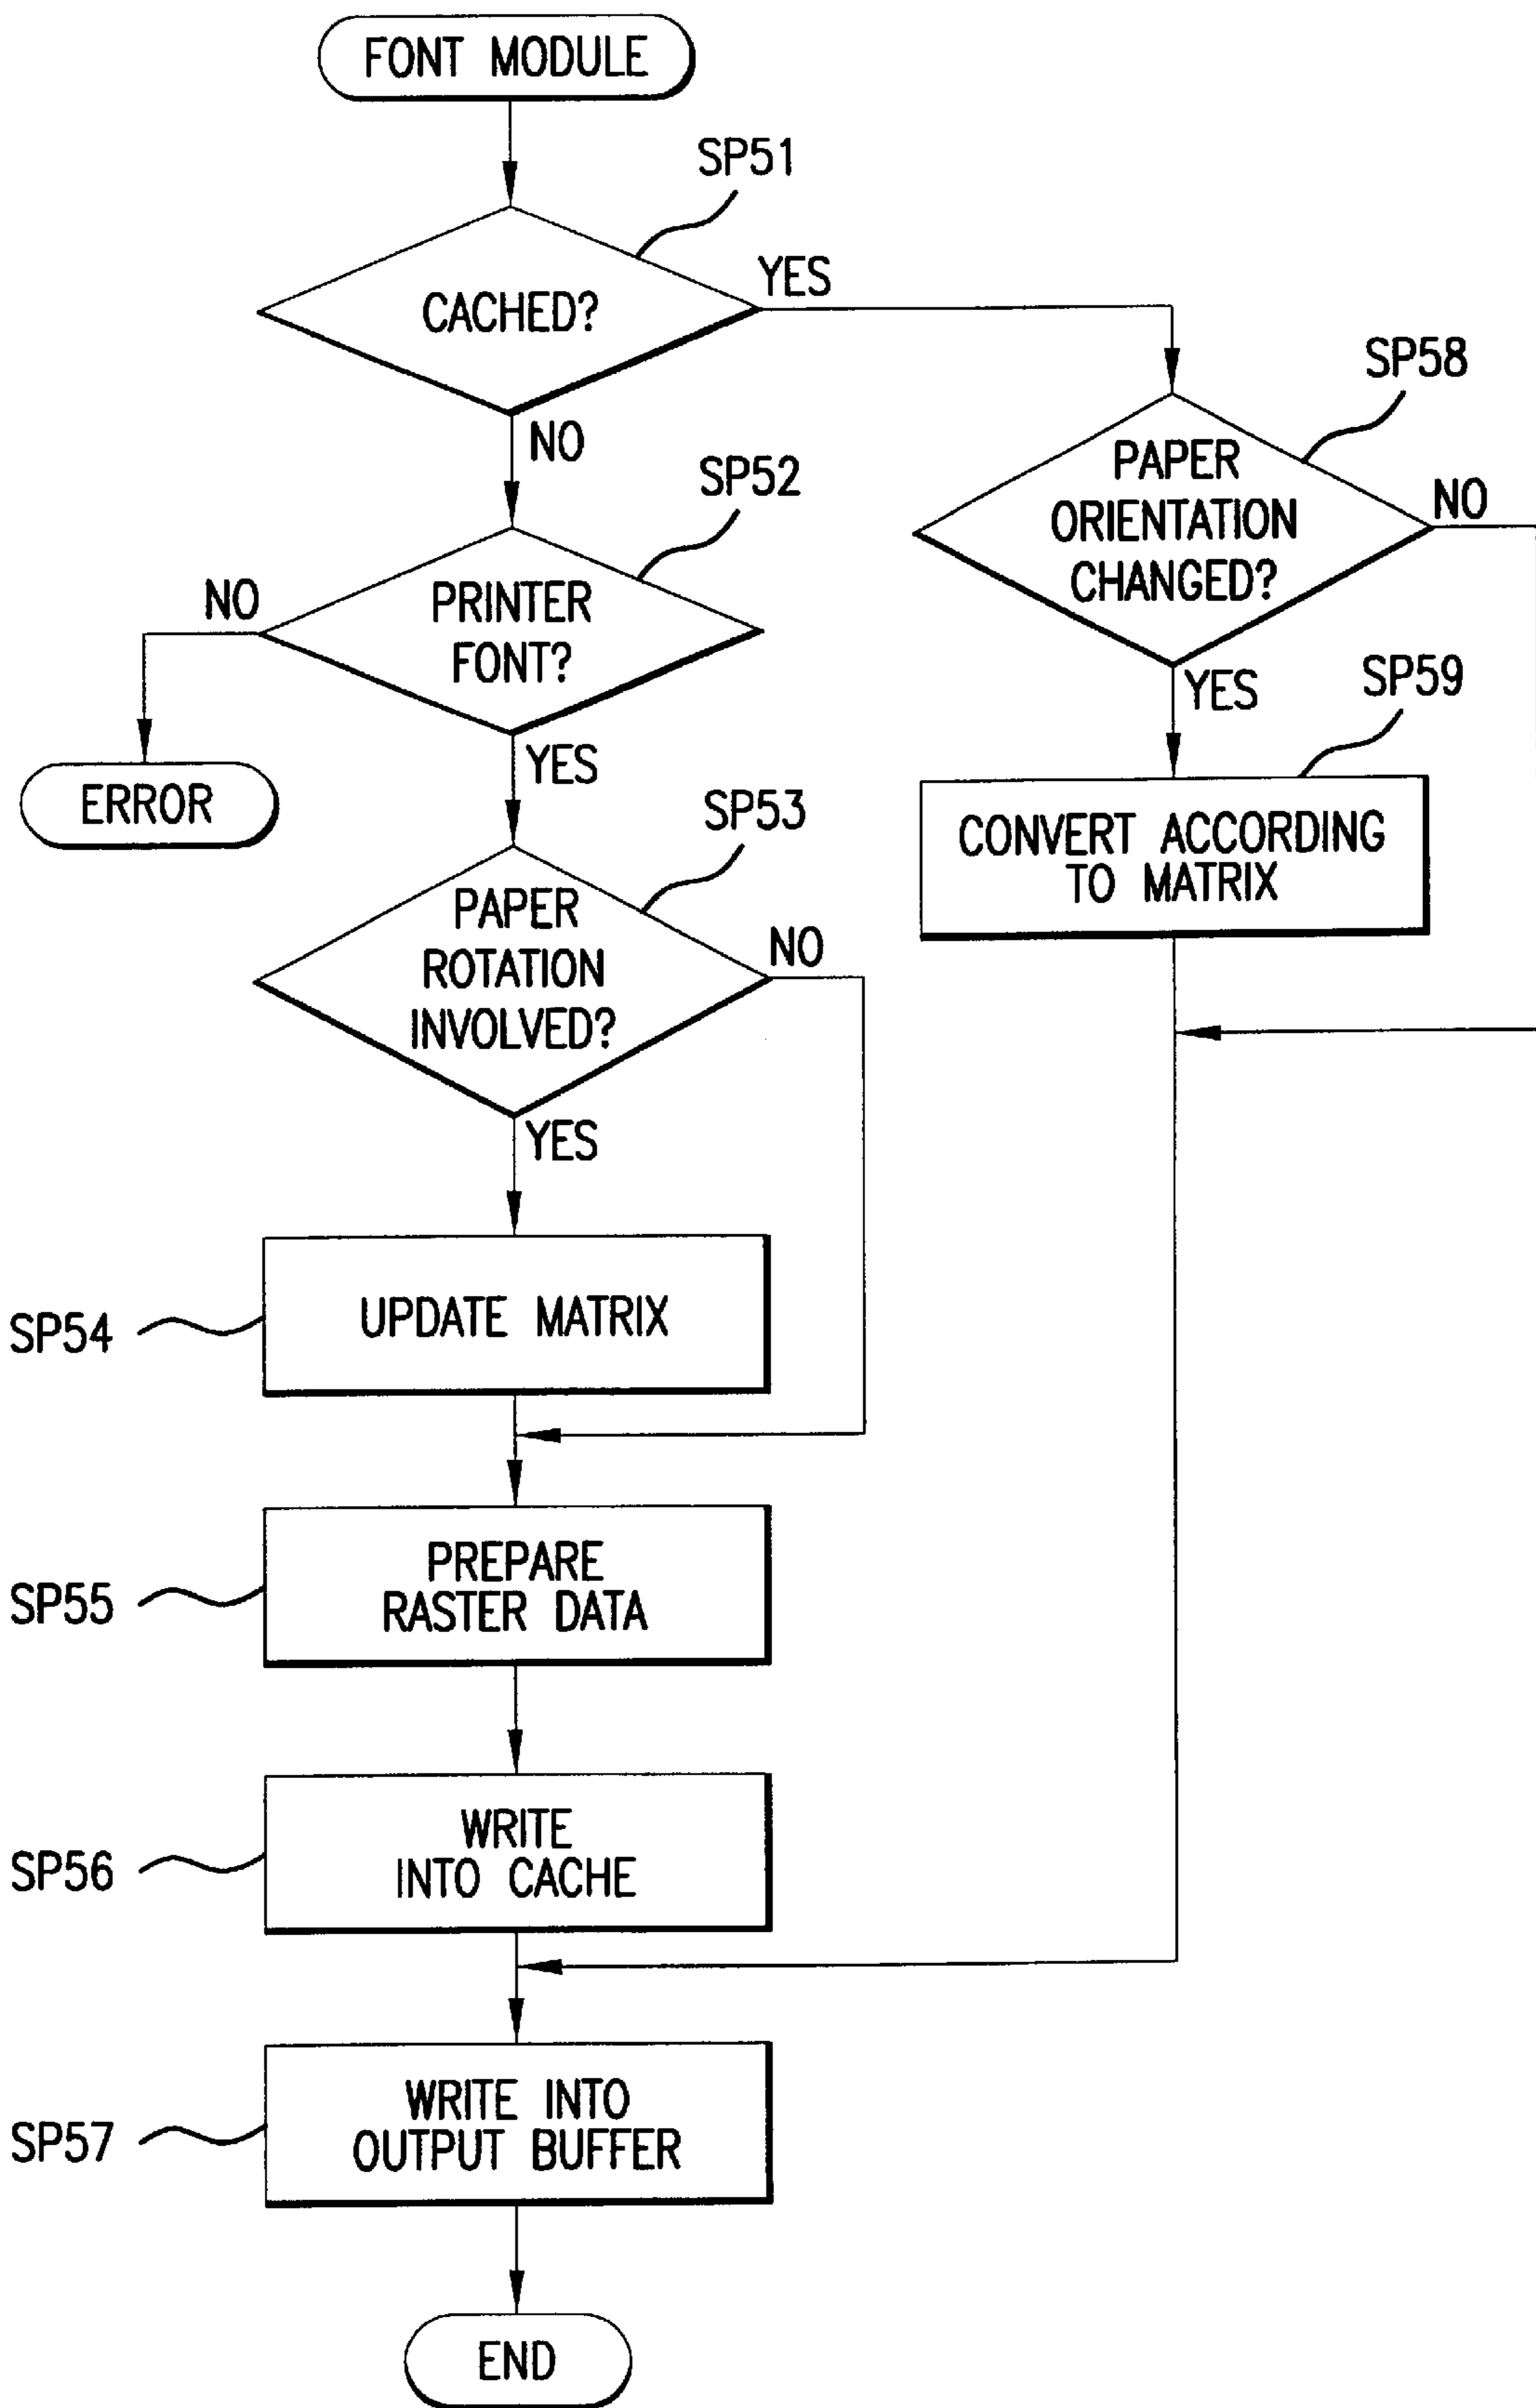 FONT MODULE
SP51
CACHED?
YES
NO
SP58
PAPER
ORIENTATION
CHANGED?
NO
YES
SP52
PRINTER
FONT?
NO
ERROR
YES
SP59
CONVERT ACCORDING
TO MATRIX
SP53
PAPER
ROTATION
INVOLVED?
NO
YES
SP54
UPDATE MATRIX
SP55
PREPARE
RASTER DATA
SP56
WRITE
INTO CACHE
SP57
WRITE INTO
OUTPUT BUFFER
END